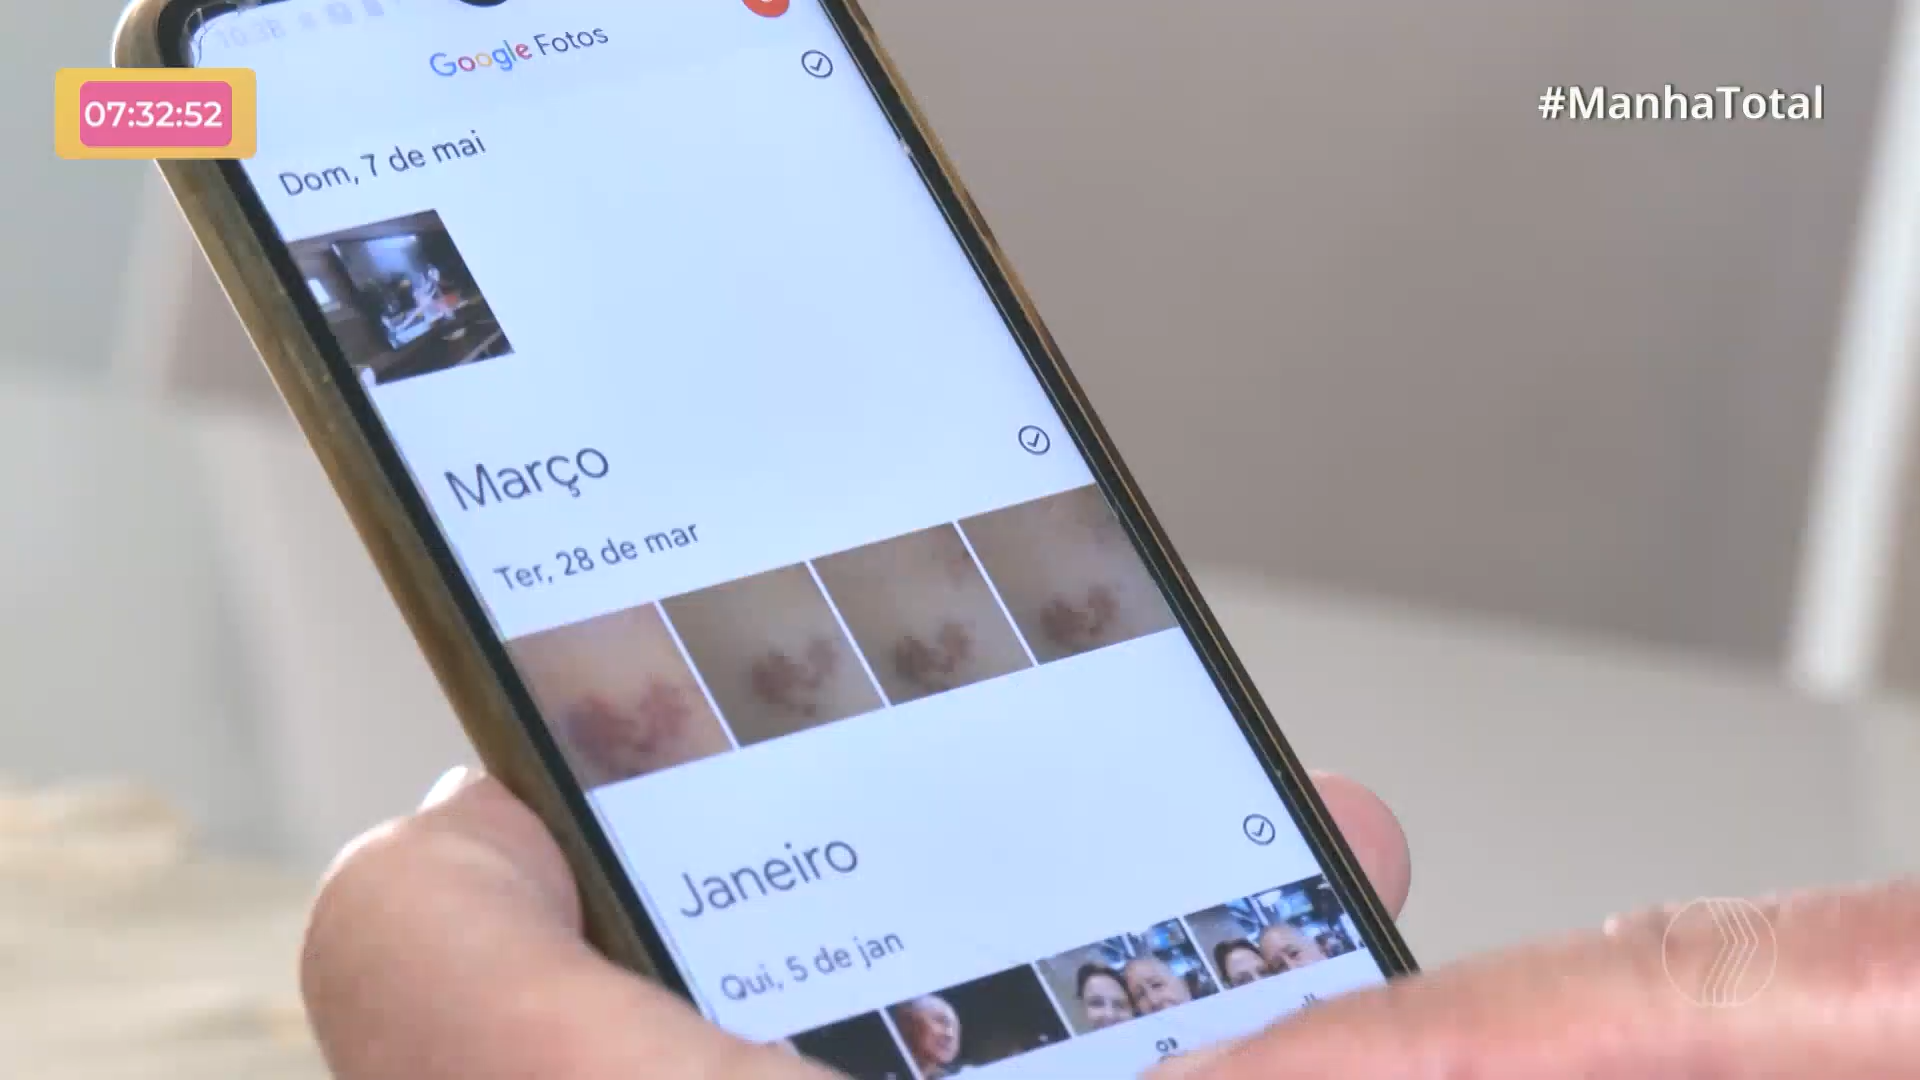 07:32:52
#ManhaTotal
Google Fotos
Dom, 7 de mai
Março
Ter, 28 de mar
Janeiro
Qui, 5 de jan